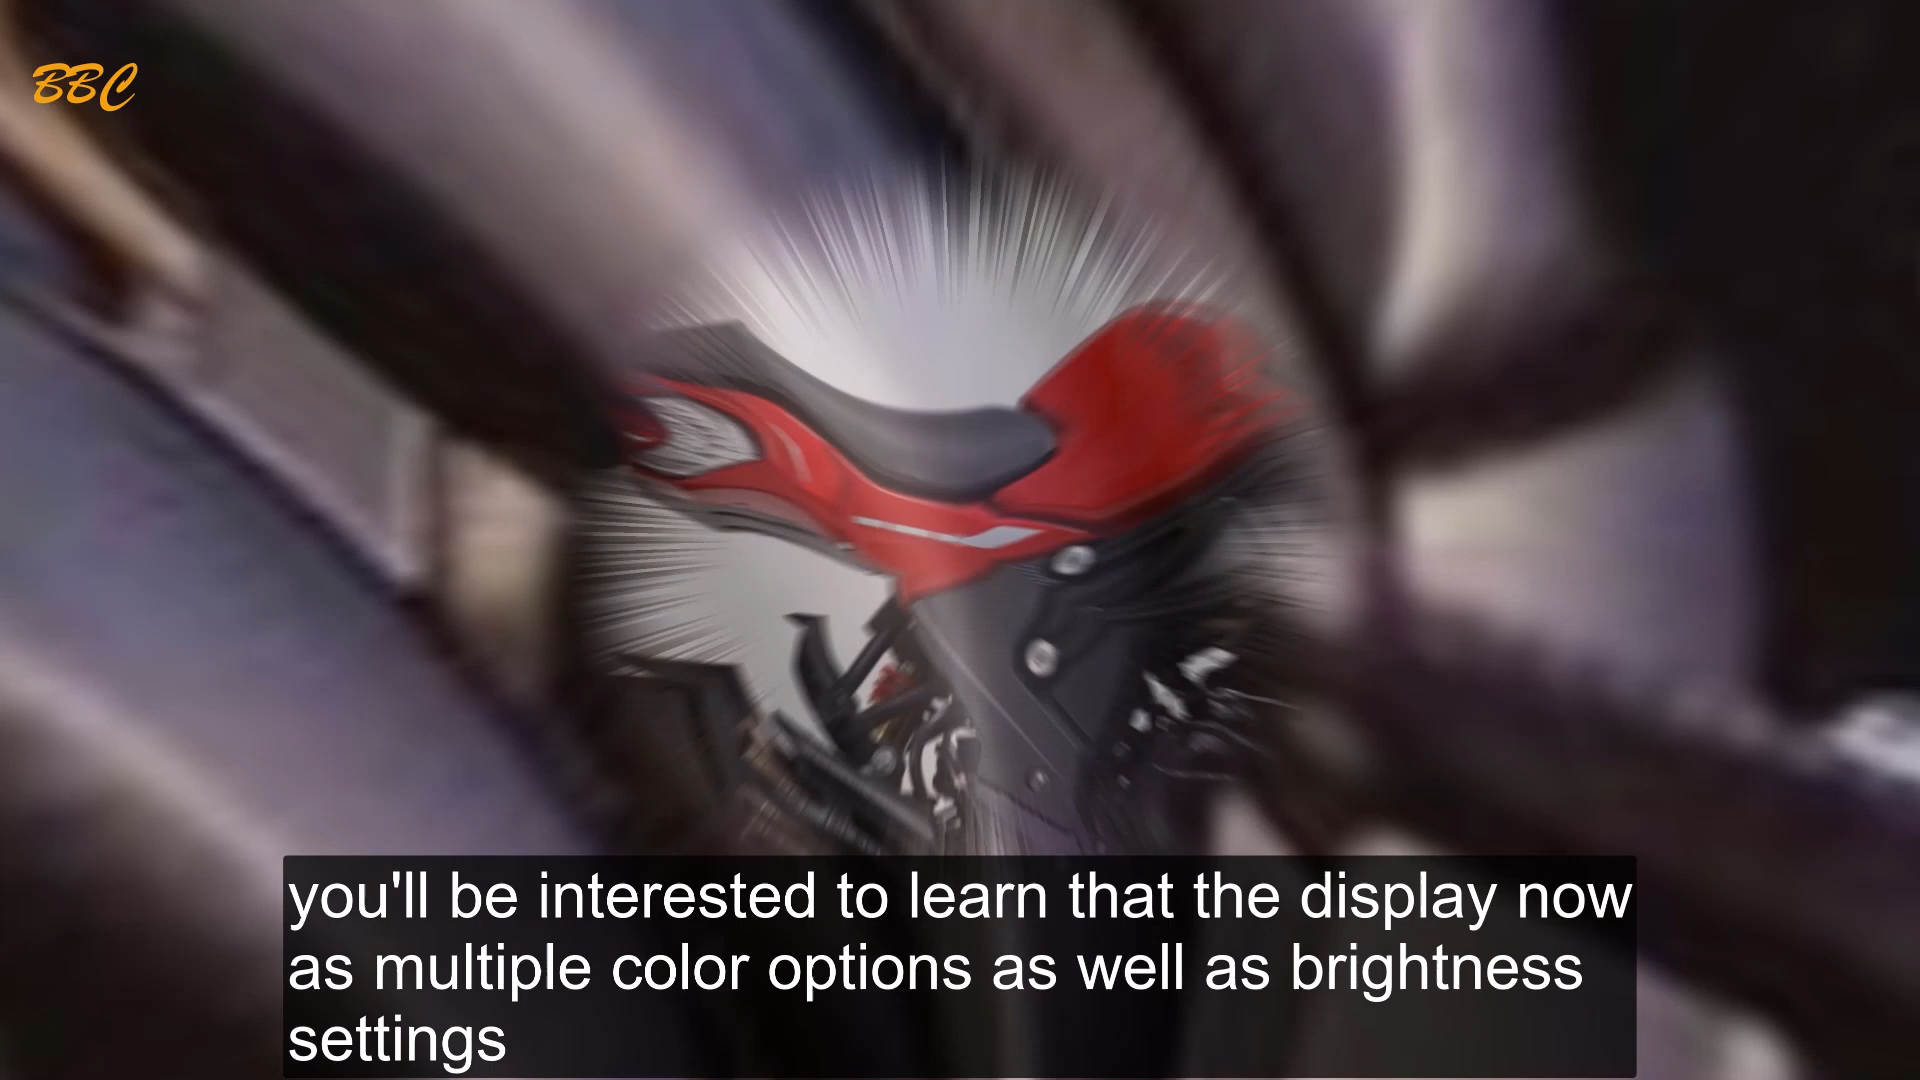 BBC
you'll be interested to learn that the display now
as multiple color options as well as brightness
settings